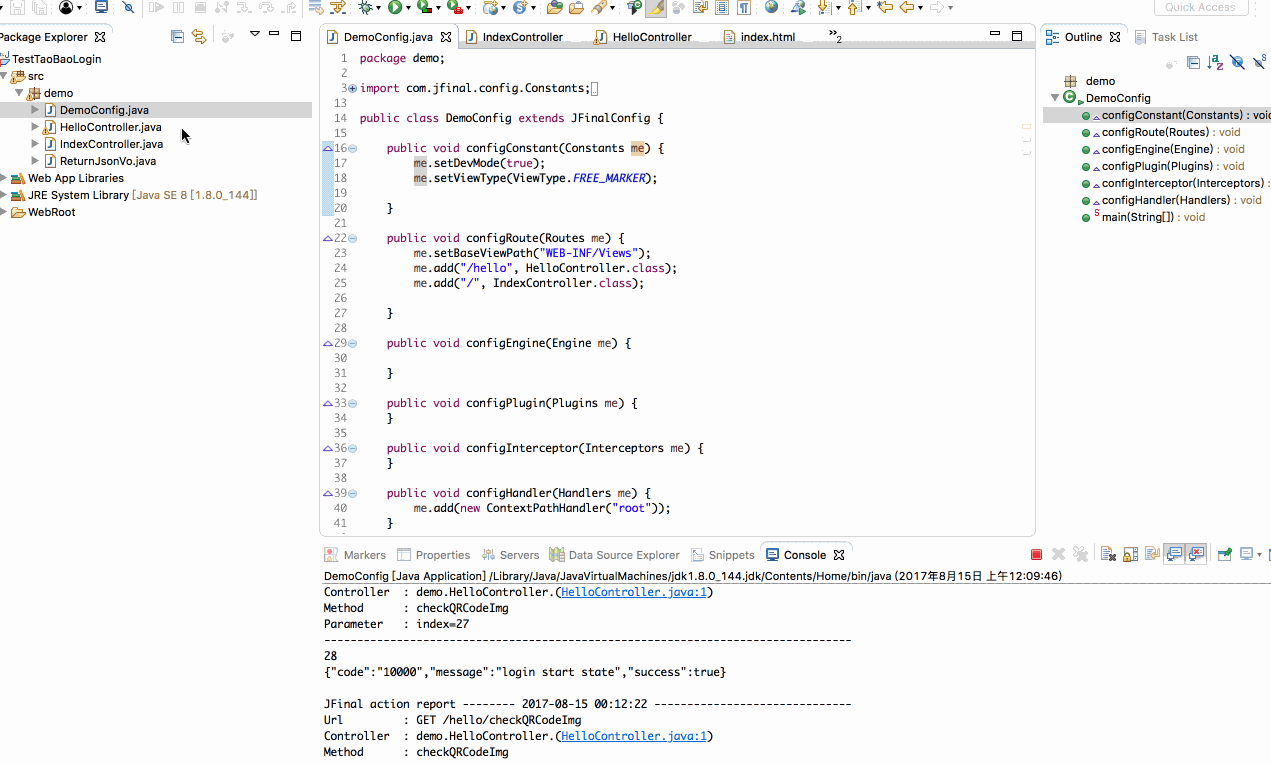 Quick Access
Package Explorer
TestTaoBaoLogin
src
demo
DemoConfig.java
HelloController.java
IndexController.java
ReturnJsonVo.java
Web App Libraries
JRE System Library [Java SE 8 [1.8.0_144]]
WebRoot
DemoConfig.java
IndexController
HelloController
index.html
»2
1 package demo;
2
3 import com.jfinal.config.Constants;
13
14 public class DemoConfig extends JFinalConfig {
15
16 public void configConstant(Constants me) {
17 me.setDevMode(true);
18 me.setViewType(ViewType.FREE_MARKER);
19
20 }
21
22 public void configRoute(Routes me) {
23 me.setBaseViewPath("WEB-INF/Views");
24 me.add("/hello", HelloController.class);
25 me.add("/", IndexController.class);
26
27 }
28
29 public void configEngine(Engine me) {
30
31 }
32
33 public void configPlugin(Plugins me) {
34 }
35
36 public void configInterceptor(Interceptors me) {
37 }
38
39 public void configHandler(Handlers me) {
40 me.add(new ContextPathHandler("root"));
41 }
Outline
Task List
demo
DemoConfig
configConstant(Constants) : void
configRoute(Routes) : void
configEngine(Engine) : void
configPlugin(Plugins) : void
configInterceptor(Interceptors) :
configHandler(Handlers) : void
main(String[]) : void
Markers
Properties
Servers
Data Source Explorer
Snippets
Console
DemoConfig [Java Application] /Library/Java/JavaVirtualMachines/jdk1.8.0_144.jdk/Contents/Home/bin/java (2017年8月15日 上午12:09:46)
Controller : demo.HelloController.(HelloController.java:1)
Method : checkQRCodeImg
Parameter : index=27
--------------------------------------------------------------------------------
28
{"code":"10000","message":"login start state","success":true}
JFinal action report -------- 2017-08-15 00:12:22 ------------------------------
Url : GET /hello/checkQRCodeImg
Controller : demo.HelloController.(HelloController.java:1)
Method : checkQRCodeImg